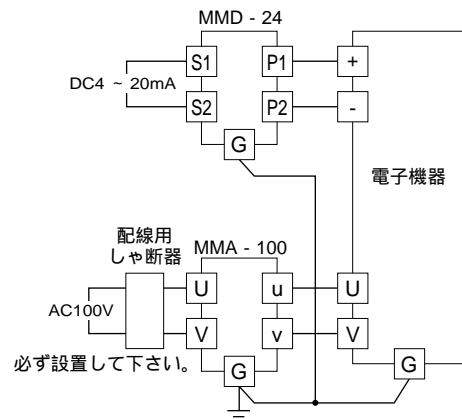 MMD - 24
S1
P1
+
DC4 ~ 20mA
S2
P2
-
G
電子機器
配線用
しゃ断器
MMA - 100
U
u
U
AC100V
V
v
V
必ず設置して下さい。
G
G